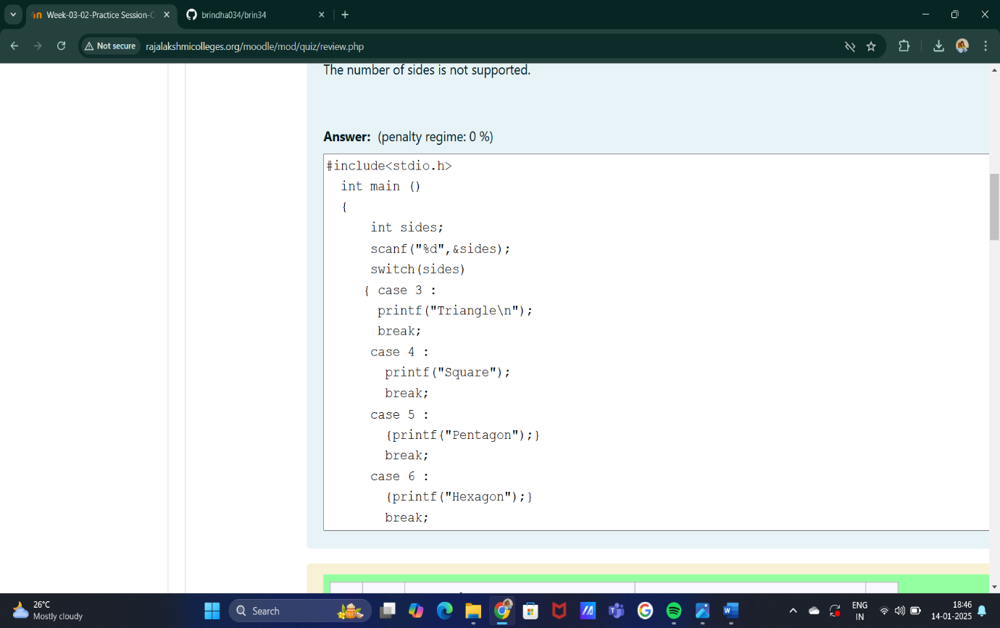 Week-03-02-Practice Session-C
brindha034/brin34
Not secure
rajalakshmicolleges.org/moodle/mod/quiz/review.php
The number of sides is not supported.
Answer: (penalty regime: 0 %)
#include<stdio.h>
int main ()
{
int sides;
scanf("%d",&sides);
switch(sides)
{ case 3 :
printf("Triangle\n");
break;
case 4 :
printf("Square");
break;
case 5 :
{printf("Pentagon");}
break;
case 6 :
{printf("Hexagon");}
break;
26°C
Mostly cloudy
Search
ENG
IN
18:46
14-01-2025